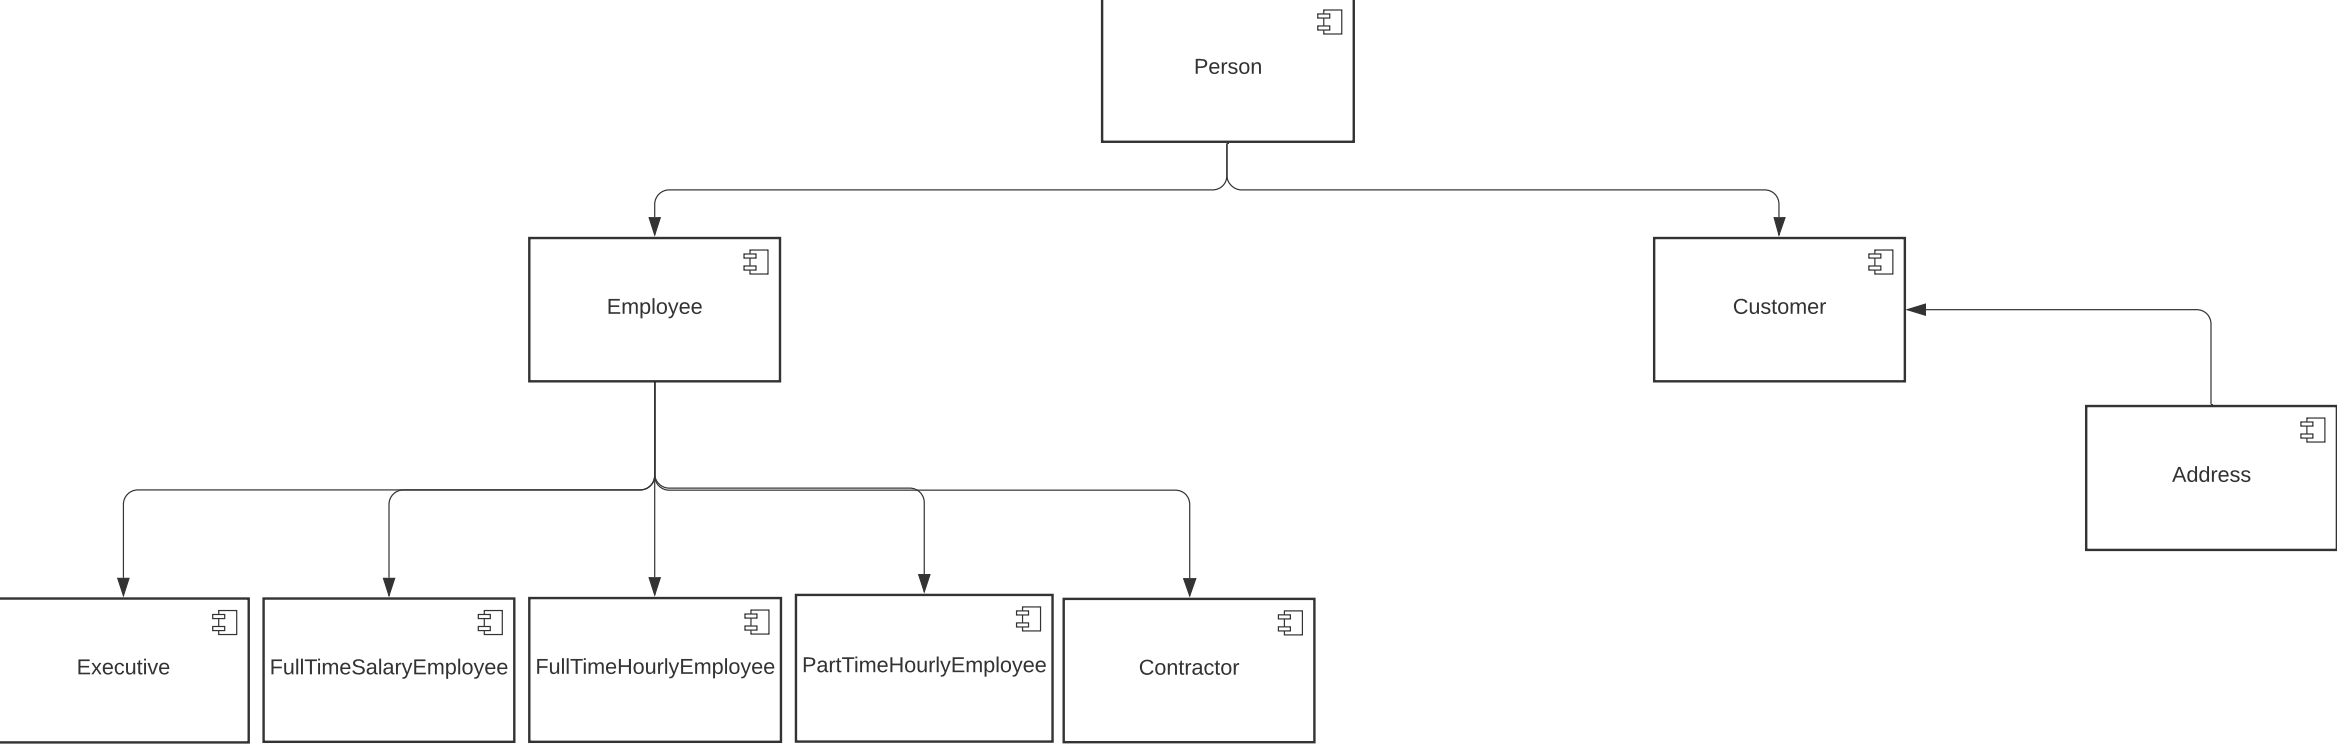 Person
Employee
Customer
Address
Executive
FullTimeSalaryEmployee
FullTimeHourlyEmployee
PartTimeHourlyEmployee
Contractor